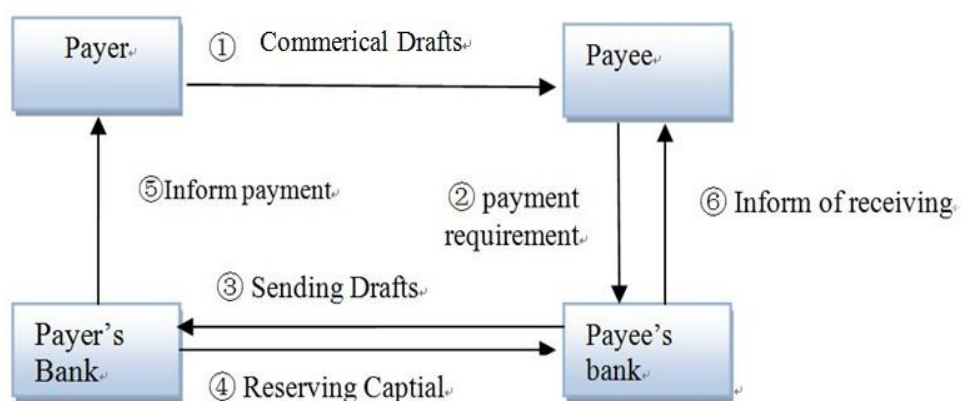 Payer
① Commerical Drafts
Payee
⑤Inform payment
② payment
requirement
⑥ Inform of receiving
③ Sending Drafts
Payer's
Bank
Payee's
bank
④ Reserving Captial